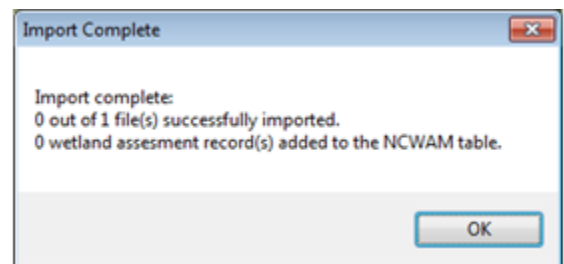 Import Complete
Import complete:
0 out of 1 file(s) successfully imported.
0 wetland assesment record(s) added to the NCWAM table.
OK